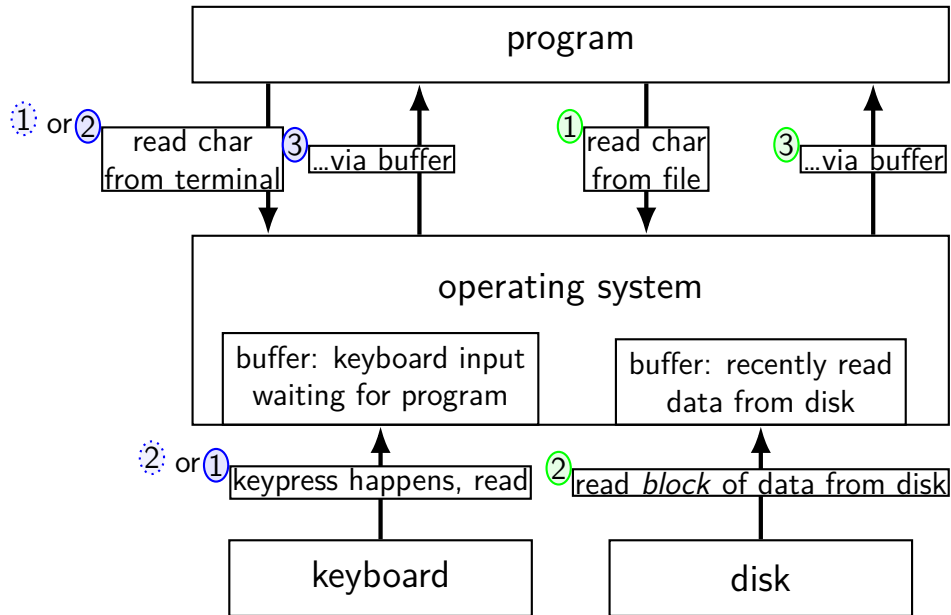 program
1 or 2
read char
from terminal
3
...via buffer
1
read char
from file
3
...via buffer
operating system
buffer: keyboard input
waiting for program
buffer: recently read
data from disk
2 or 1
keypress happens, read
2
read block of data from disk
keyboard
disk